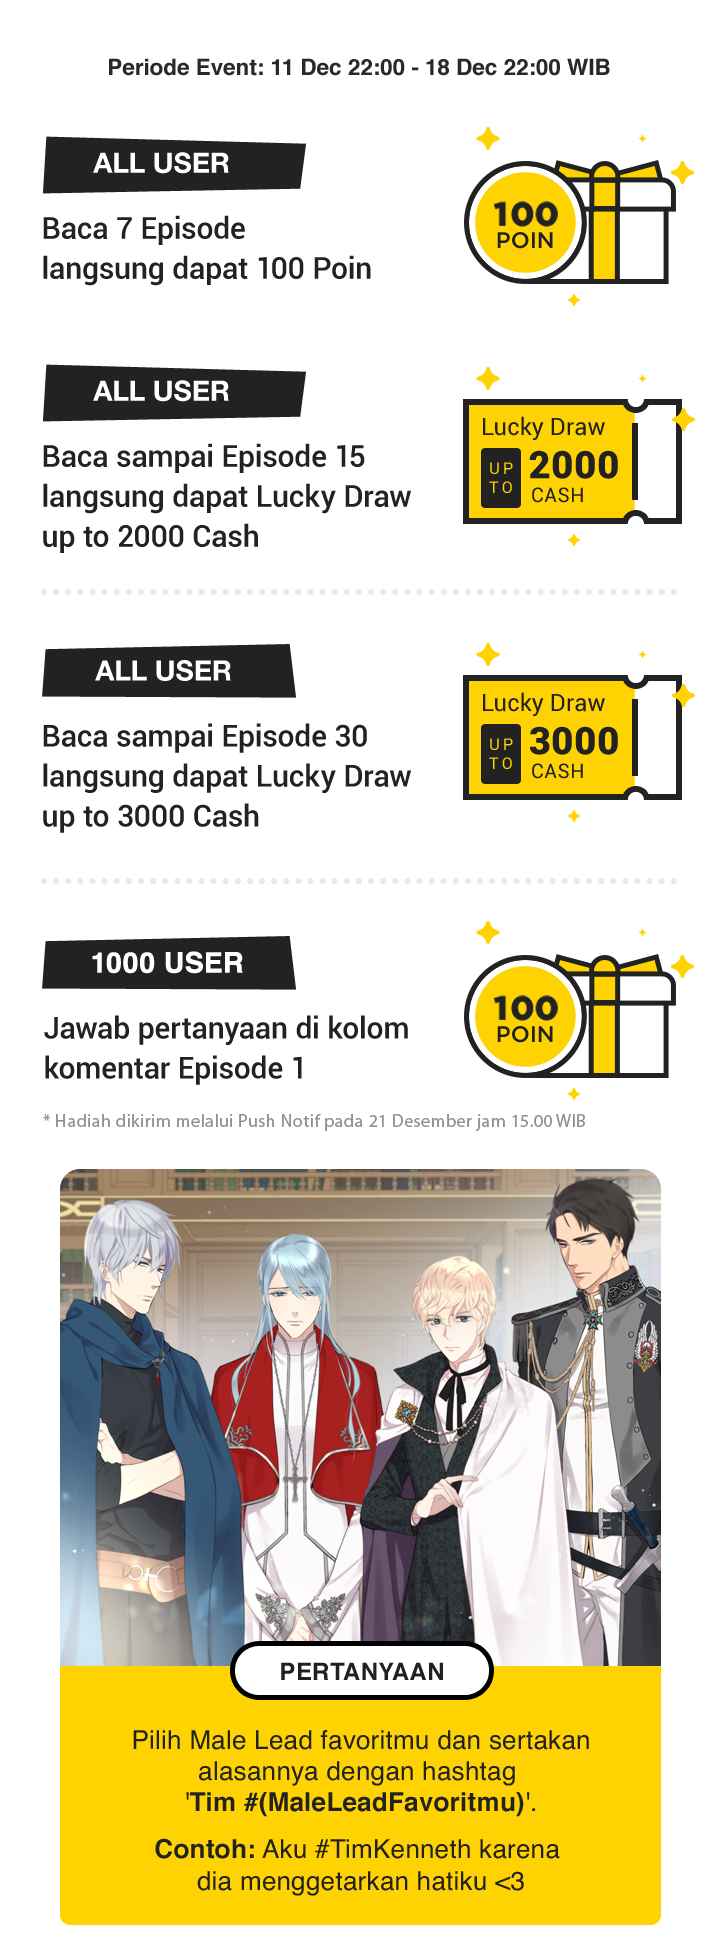 Periode Event: 11 Dec 22:00 - 18 Dec 22:00 WIB
ALL USER
Baca 7 Episode
langsung dapat 100 Poin
100
POIN
ALL USER
Baca sampai Episode 15
langsung dapat Lucky Draw
up to 2000 Cash
Lucky Draw
UP TO
2000
CASH
ALL USER
Baca sampai Episode 30
langsung dapat Lucky Draw
up to 3000 Cash
Lucky Draw
UP TO
3000
CASH
1000 USER
Jawab pertanyaan di kolom
komentar Episode 1
100
POIN
* Hadiah dikirim melalui Push Notif pada 21 Desember jam 15.00 WIB
PERTANYAAN
Pilih Male Lead favoritmu dan sertakan
alasannya dengan hashtag
'Tim #(MaleLeadFavoritmu)'.
Contoh: Aku #TimKenneth karena
dia menggetarkan hatiku <3